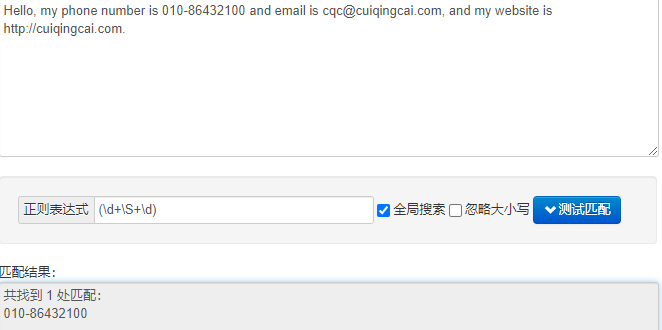 Hello, my phone number is 010-86432100 and email is cqc@cuiqingcai.com, and my website is
http://cuiqingcai.com.
正则表达式 (\d+\S+\d) 全局搜索 忽略大小写 测试匹配
匹配结果：
共找到 1 处匹配：
010-86432100